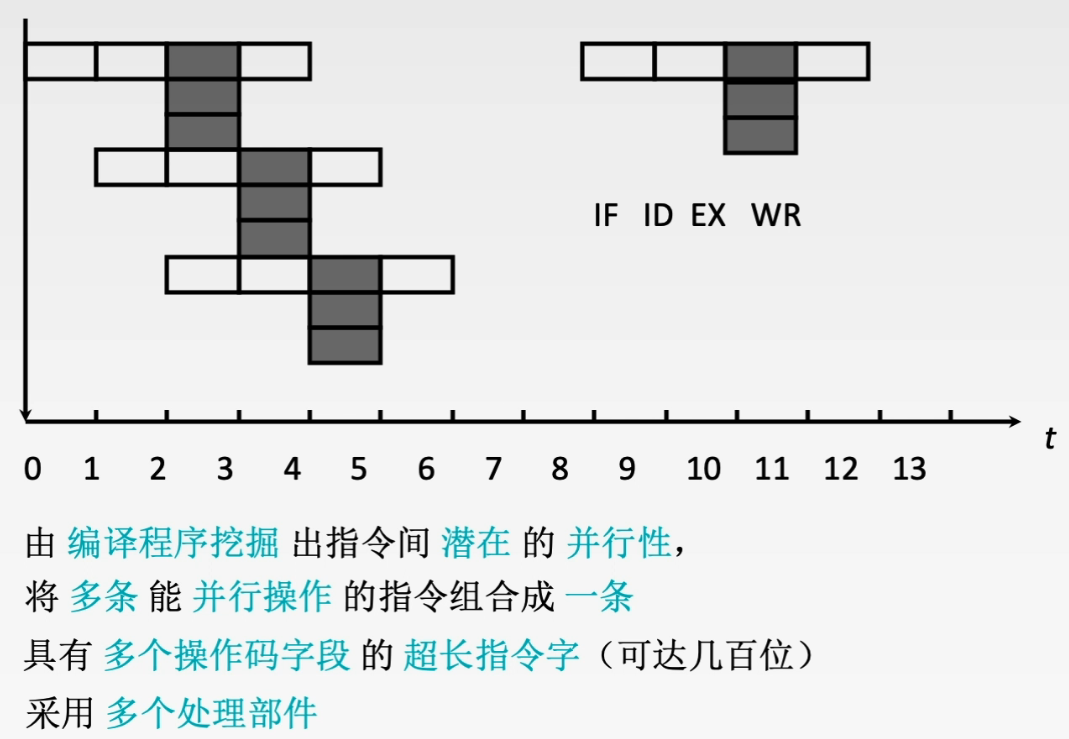 IF ID EX WR
t
0 1 2 3 4 5 6 7 8 9 10 11 12 13
由 编译程序挖掘 出指令间 潜在 的 并行性，
将 多条 能 并行操作 的指令组合成 一条
具有 多个操作码字段 的 超长指令字（可达几百位）
采用 多个处理部件